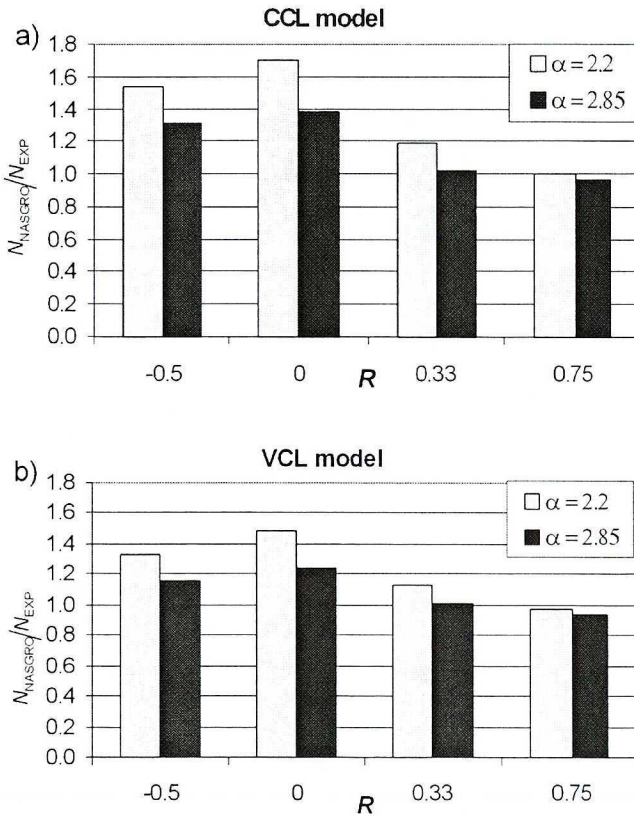 CCL model
a)
1.8
1.6
1.4
1.2
1.0
0.8
0.6
0.4
0.2
0.0
N_NASGRO/N_EXP
α = 2.2
α = 2.85
-0.5 0 R 0.33 0.75
VCL model
b)
1.8
1.6
1.4
1.2
1.0
0.8
0.6
0.4
0.2
0.0
N_NASGRO/N_EXP
α = 2.2
α = 2.85
-0.5 0 R 0.33 0.75